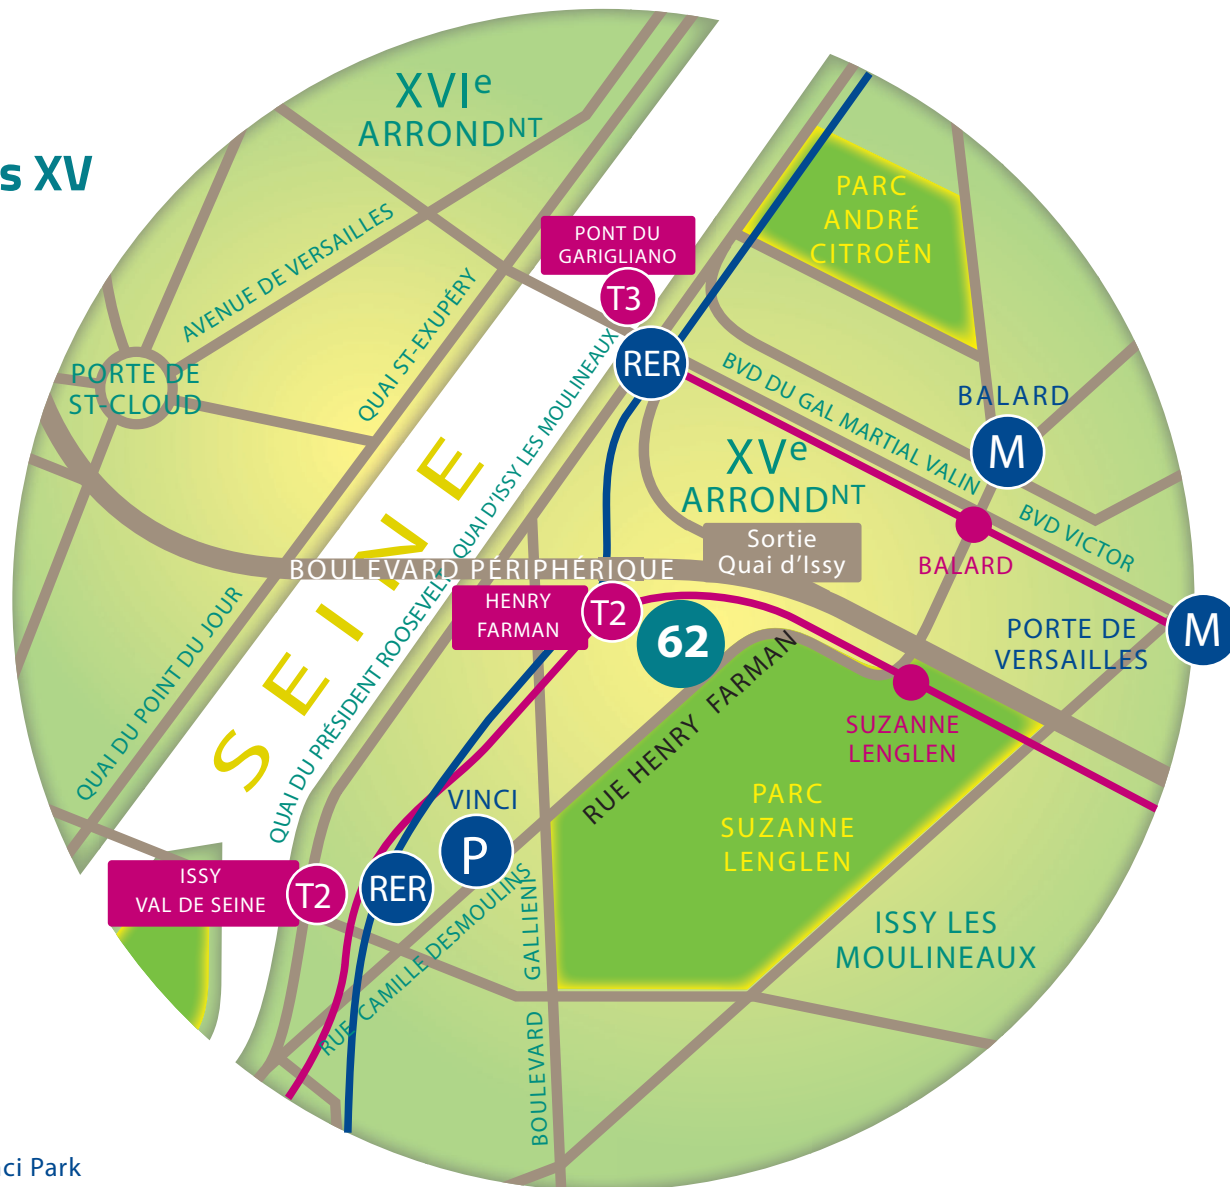 XVIe
ARRONDNT
s XV
PARC
ANDRÉ
CITROËN
PONT DU
GARIGLIANO
T3
AVENUE DE VERSAILLES
QUAI ST-EXUPÉRY
RER
PORTE DE
ST-CLOUD
BVD DU GAL MARTIAL VALIN
BALARD
M
XVe
ARRONDNT
QUAI D'ISSY LES MOULINEAUX
SEINE
BVD VICTOR
Sortie
Quai d'Issy
BALARD
BOULEVARD PÉRIPHÉRIQUE
HENRY
FARMAN
T2
62
PORTE DE
VERSAILLES
M
QUAI DU POINT DU JOUR
QUAI DU PRÉSIDENT ROOSEVELT
RUE HENRY FARMAN
SUZANNE
LENGLEN
VINCI
P
PARC
SUZANNE
LENGLEN
ISSY
VAL DE SEINE
T2
RER
RUE CAMILLE DESMOULINS
BOULEVARD GALLIENI
ISSY LES
MOULINEAUX
ci Park